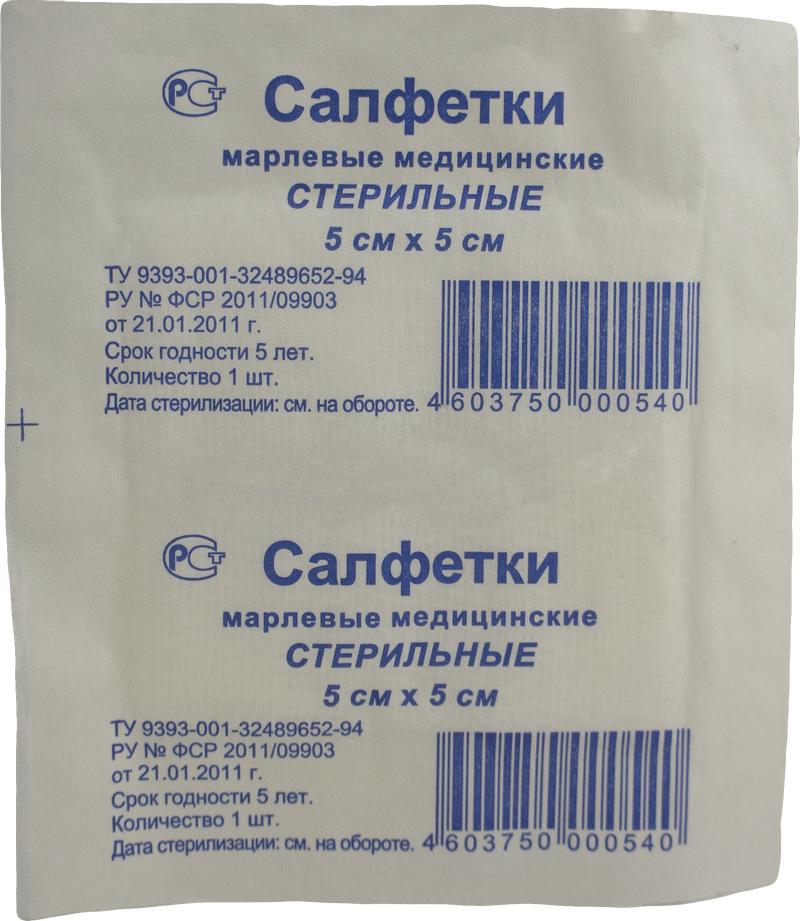 РСТ Салфетки
марлевые медицинские
СТЕРИЛЬНЫЕ
5 см х 5 см
ТУ 9393-001-32489652-94
РУ № ФСР 2011/09903
от 21.01.2011 г.
Срок годности 5 лет.
Количество 1 шт.
Дата стерилизации: см. на обороте. 4 603750 000540
РСТ Салфетки
марлевые медицинские
СТЕРИЛЬНЫЕ
5 см х 5 см
ТУ 9393-001-32489652-94
РУ № ФСР 2011/09903
от 21.01.2011 г.
Срок годности 5 лет.
Количество 1 шт.
Дата стерилизации: см. на обороте. 4 603750 000540